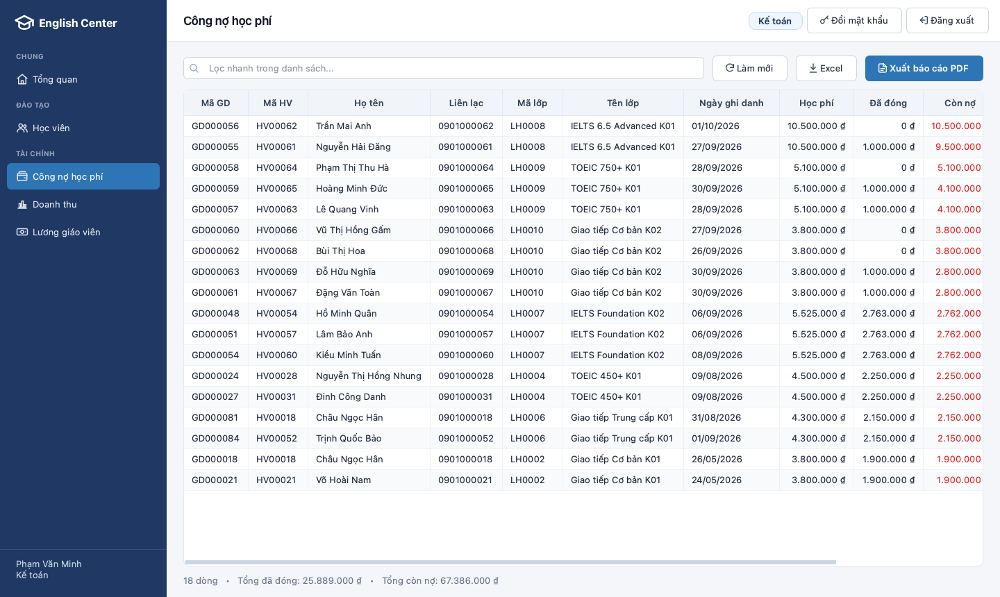 English Center
CHUNG
Tổng quan
ĐÀO TẠO
Học viên
TÀI CHÍNH
Công nợ học phí
Doanh thu
Lương giáo viên
Phạm Văn Minh
Kế toán
Công nợ học phí
Kế toán
Đổi mật khẩu
Đăng xuất
Lọc nhanh trong danh sách...
Làm mới
Excel
Xuất báo cáo PDF
Mã GD Mã HV Họ tên Liên lạc Mã lớp Tên lớp Ngày ghi danh Học phí Đã đóng Còn nợ
GD000056 HV00062 Trần Mai Anh 0901000062 LH0008 IELTS 6.5 Advanced K01 01/10/2026 10.500.000 ₫ 0 ₫ 10.500.000
GD000055 HV00061 Nguyễn Hải Đăng 0901000061 LH0008 IELTS 6.5 Advanced K01 27/09/2026 10.500.000 ₫ 1.000.000 ₫ 9.500.000
GD000058 HV00064 Phạm Thị Thu Hà 0901000064 LH0009 TOEIC 750+ K01 28/09/2026 5.100.000 ₫ 0 ₫ 5.100.000
GD000059 HV00065 Hoàng Minh Đức 0901000065 LH0009 TOEIC 750+ K01 30/09/2026 5.100.000 ₫ 1.000.000 ₫ 4.100.000
GD000057 HV00063 Lê Quang Vinh 0901000063 LH0009 TOEIC 750+ K01 28/09/2026 5.100.000 ₫ 1.000.000 ₫ 4.100.000
GD000060 HV00066 Vũ Thị Hồng Gấm 0901000066 LH0010 Giao tiếp Cơ bản K02 27/09/2026 3.800.000 ₫ 0 ₫ 3.800.000
GD000062 HV00068 Bùi Thị Hoa 0901000068 LH0010 Giao tiếp Cơ bản K02 26/09/2026 3.800.000 ₫ 0 ₫ 3.800.000
GD000063 HV00069 Đỗ Hữu Nghĩa 0901000069 LH0010 Giao tiếp Cơ bản K02 30/09/2026 3.800.000 ₫ 1.000.000 ₫ 2.800.000
GD000061 HV00067 Đặng Văn Toàn 0901000067 LH0010 Giao tiếp Cơ bản K02 30/09/2026 3.800.000 ₫ 1.000.000 ₫ 2.800.000
GD000048 HV00054 Hồ Minh Quân 0901000054 LH0007 IELTS Foundation K02 06/09/2026 5.525.000 ₫ 2.763.000 ₫ 2.762.000
GD000051 HV00057 Lâm Bảo Anh 0901000057 LH0007 IELTS Foundation K02 06/09/2026 5.525.000 ₫ 2.763.000 ₫ 2.762.000
GD000054 HV00060 Kiều Minh Tuấn 0901000060 LH0007 IELTS Foundation K02 08/09/2026 5.525.000 ₫ 2.763.000 ₫ 2.762.000
GD000024 HV00028 Nguyễn Thị Hồng Nhung 0901000028 LH0004 TOEIC 450+ K01 09/08/2026 4.500.000 ₫ 2.250.000 ₫ 2.250.000
GD000027 HV00031 Đinh Công Danh 0901000031 LH0004 TOEIC 450+ K01 09/08/2026 4.500.000 ₫ 2.250.000 ₫ 2.250.000
GD000081 HV00018 Châu Ngọc Hân 0901000018 LH0006 Giao tiếp Trung cấp K01 31/08/2026 4.300.000 ₫ 2.150.000 ₫ 2.150.000
GD000084 HV00052 Trịnh Quốc Bảo 0901000052 LH0006 Giao tiếp Trung cấp K01 01/09/2026 4.300.000 ₫ 2.150.000 ₫ 2.150.000
GD000018 HV00018 Châu Ngọc Hân 0901000018 LH0002 Giao tiếp Cơ bản K01 26/05/2026 3.800.000 ₫ 1.900.000 ₫ 1.900.000
GD000021 HV00021 Võ Hoài Nam 0901000021 LH0002 Giao tiếp Cơ bản K01 24/05/2026 3.800.000 ₫ 1.900.000 ₫ 1.900.000
18 dòng • Tổng đã đóng: 25.889.000 ₫ • Tổng còn nợ: 67.386.000 ₫